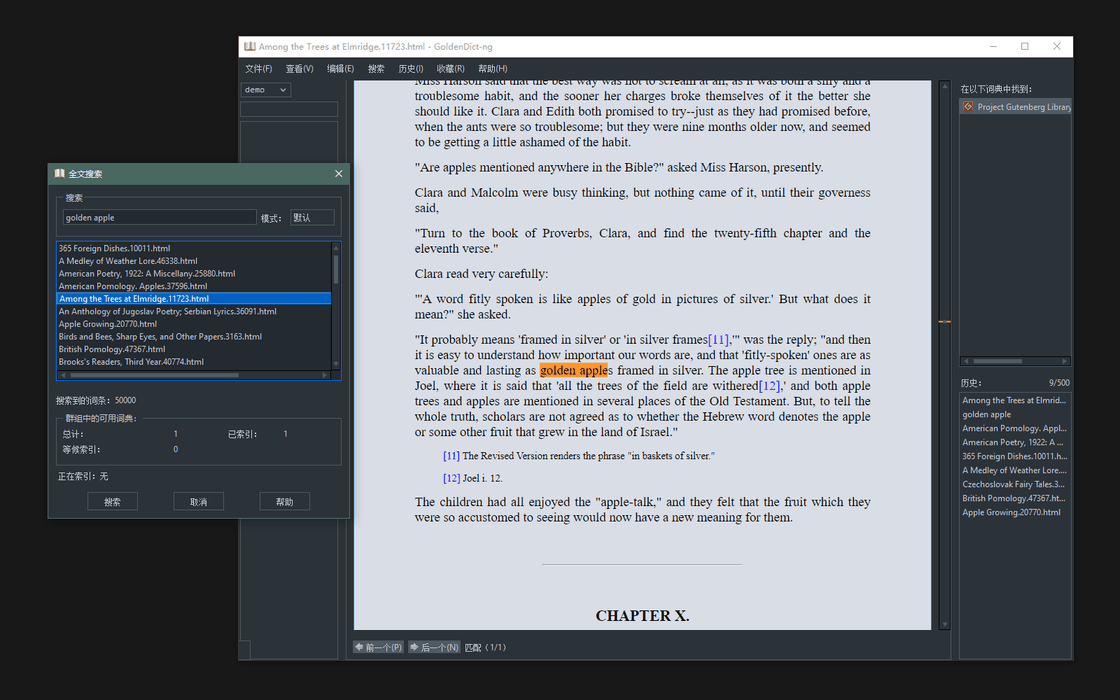 Among the Trees at Elmridge.11723.html - GoldenDict-ng
文件(F) 查看(V) 编辑(E) 搜索 历史(I) 收藏(R) 帮助(H)
demo
Miss Harson said that the best way was not to scream at all, as it was both a silly and a
troublesome habit, and the sooner her charges broke themselves of it the better she
should like it. Clara and Edith both promised to try--just as they had promised before,
when the ants were so troublesome; but they were nine months older now, and seemed
to be getting a little ashamed of the habit.
"Are apples mentioned anywhere in the Bible?" asked Miss Harson, presently.
Clara and Malcolm were busy thinking, but nothing came of it, until their governess
said,
"Turn to the book of Proverbs, Clara, and find the twenty-fifth chapter and the
eleventh verse."
Clara read very carefully:
"'A word fitly spoken is like apples of gold in pictures of silver.' But what does it
mean?" she asked.
"It probably means 'framed in silver' or 'in silver frames[11],'" was the reply; "and then
it is easy to understand how important our words are, and that 'fitly-spoken' ones are as
valuable and lasting as golden apples framed in silver. The apple tree is mentioned in
Joel, where it is said that 'all the trees of the field are withered[12],' and both apple
trees and apples are mentioned in several places of the Old Testament. But, to tell the
whole truth, scholars are not agreed as to whether the Hebrew word denotes the apple
or some other fruit that grew in the land of Israel."
[11] The Revised Version renders the phrase "in baskets of silver."
[12] Joel i. 12.
The children had all enjoyed the "apple-talk," and they felt that the fruit which they
were so accustomed to seeing would now have a new meaning for them.
CHAPTER X.
前一个(P) 后一个(N) 匹配 (1/1)
在以下词典中找到:
Project Gutenberg Library
历史: 9/500
Among the Trees at Elmrid...
golden apple
American Pomology. Appl...
American Poetry, 1922: A ...
365 Foreign Dishes.10011.h...
A Medley of Weather Lore....
Czechoslovak Fairy Tales.3...
British Pomology.47367.ht...
Apple Growing.20770.html
全文搜索
搜索
golden apple 模式: 默认
365 Foreign Dishes.10011.html
A Medley of Weather Lore.46338.html
American Poetry, 1922: A Miscellany.25880.html
American Pomology. Apples.37596.html
Among the Trees at Elmridge.11723.html
An Anthology of Jugoslav Poetry; Serbian Lyrics.36091.html
Apple Growing.20770.html
Birds and Bees, Sharp Eyes, and Other Papers.3163.html
British Pomology.47367.html
Brooks's Readers, Third Year.40774.html
搜索到的词条: 50000
群组中的可用词典:
总计: 1 已索引: 1
等候索引: 0
正在索引: 无
搜索 取消 帮助